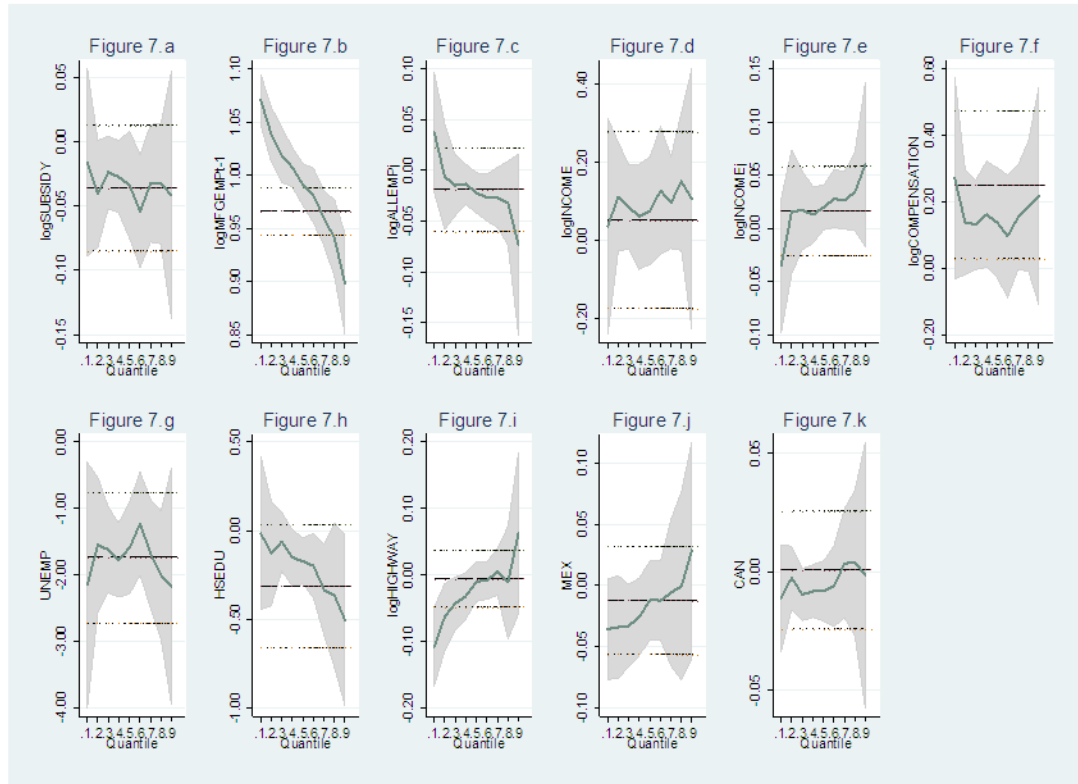 Figure 7.a
logSUBSIDY
0.05
0.00
-0.05
-0.10
-0.15
.1.2.3.4.5.6.7.8.9
Quantile
Figure 7.b
logMFGEMPt-1
1.10
1.05
1.00
0.95
0.90
0.85
.1.2.3.4.5.6.7.8.9
Quantile
Figure 7.c
logALLEMPi
0.10
0.05
0.00
-0.05
-0.10
-0.15
.1.2.3.4.5.6.7.8.9
Quantile
Figure 7.d
logINCOME
0.40
0.20
0.00
-0.20
.1.2.3.4.5.6.7.8.9
Quantile
Figure 7.e
logINCOMEj
0.15
0.10
0.05
0.00
-0.05
-0.10
.1.2.3.4.5.6.7.8.9
Quantile
Figure 7.f
logCOMPENSATION
0.60
0.40
0.20
0.00
-0.20
.1.2.3.4.5.6.7.8.9
Quantile
Figure 7.g
UNEMP
0.00
-1.00
-2.00
-3.00
-4.00
.1.2.3.4.5.6.7.8.9
Quantile
Figure 7.h
HSEDU
0.50
0.00
-0.50
-1.00
.1.2.3.4.5.6.7.8.9
Quantile
Figure 7.i
logHIGHWAY
0.20
0.10
0.00
-0.10
-0.20
.1.2.3.4.5.6.7.8.9
Quantile
Figure 7.j
MEX
0.10
0.05
0.00
-0.05
-0.10
.1.2.3.4.5.6.7.8.9
Quantile
Figure 7.k
CAN
0.05
0.00
-0.05
.1.2.3.4.5.6.7.8.9
Quantile